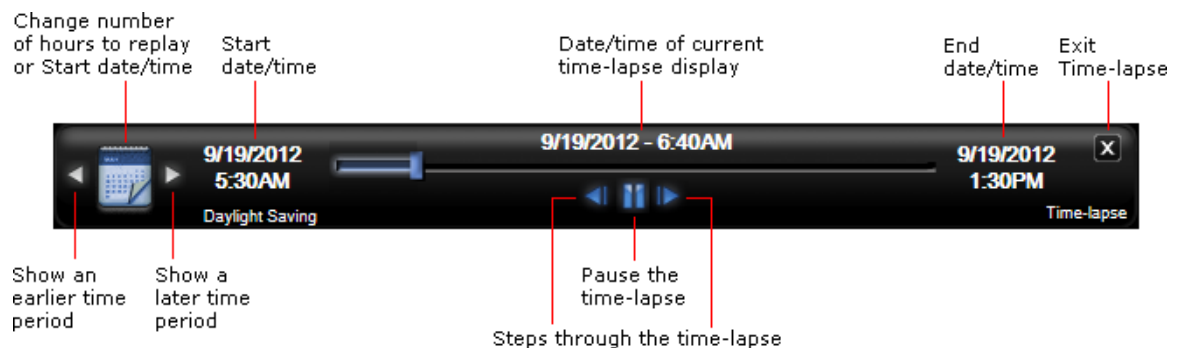 Change number
of hours to replay
or Start date/time
Start
date/time
Date/time of current
time-lapse display
End
date/time
Exit
Time-lapse
9/19/2012
5:30AM
Daylight Saving
9/19/2012 - 6:40AM
9/19/2012
1:30PM
X
Time-lapse
Show an
earlier time
period
Show a
later time
period
Pause the
time-lapse
Steps through the time-lapse